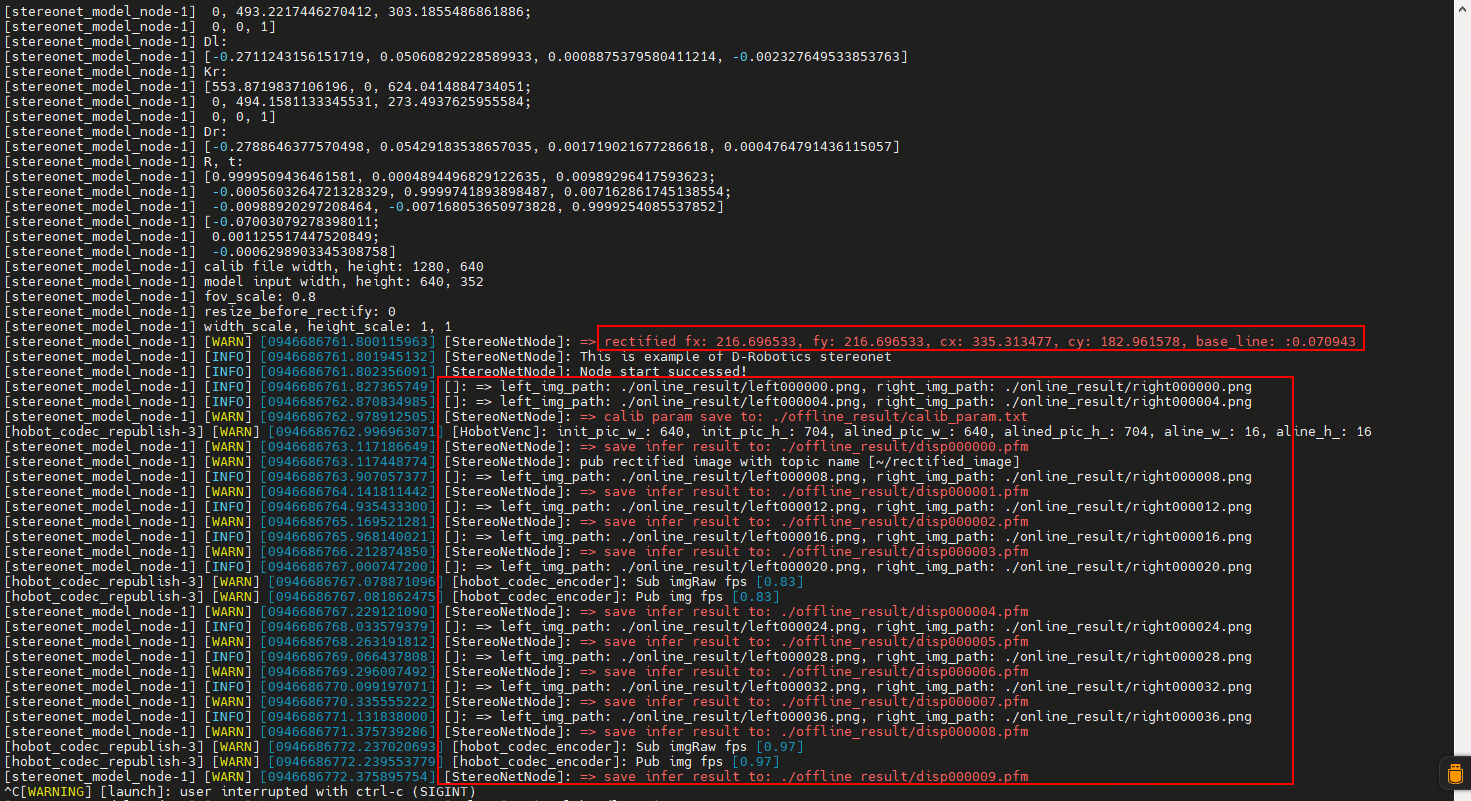 [stereonet_model_node-1]  0, 493.2217446270412, 303.1855486861886;
[stereonet_model_node-1]  0, 0, 1]
[stereonet_model_node-1] Dl:
[stereonet_model_node-1] [-0.2711243156151719, 0.05060829228589933, 0.0008875379580411214, -0.002327649533853763]
[stereonet_model_node-1] Kr:
[stereonet_model_node-1] [553.8719837106196, 0, 624.0414884734051;
[stereonet_model_node-1]  0, 494.1581133345531, 273.4937625955584;
[stereonet_model_node-1]  0, 0, 1]
[stereonet_model_node-1] Dr:
[stereonet_model_node-1] [-0.2788646377570498, 0.05429183538657035, 0.001719021677286618, 0.0004764791436115057]
[stereonet_model_node-1] R, t:
[stereonet_model_node-1] [0.9999509436461581, 0.0004894496829122635, 0.00989296417593623;
[stereonet_model_node-1]  -0.0005603264721328329, 0.9999741893898487, 0.007162861745138554;
[stereonet_model_node-1]  -0.00988920297208464, -0.007168053650973828, 0.9999254085537852]
[stereonet_model_node-1] [-0.07003079278398011;
[stereonet_model_node-1]  0.001125517447520849;
[stereonet_model_node-1]  -0.0006298903345308758]
[stereonet_model_node-1] calib file width, height: 1280, 640
[stereonet_model_node-1] model input width, height: 640, 352
[stereonet_model_node-1] fov_scale: 0.8
[stereonet_model_node-1] resize_before_rectify: 0
[stereonet_model_node-1] width_scale, height_scale: 1, 1
[stereonet_model_node-1] [WARN] [0946686761.800115963] [StereoNetNode]: => rectified fx: 216.696533, fy: 216.696533, cx: 335.313477, cy: 182.961578, base_line: :0.070943
[stereonet_model_node-1] [INFO] [0946686761.801945132] [StereoNetNode]: This is example of D-Robotics stereonet
[stereonet_model_node-1] [INFO] [0946686761.802356091] [StereoNetNode]: Node start successed!
[stereonet_model_node-1] [INFO] [0946686761.827365749] []: => left_img_path: ./online_result/left000000.png, right_img_path: ./online_result/right000000.png
[stereonet_model_node-1] [INFO] [0946686762.870834985] []: => left_img_path: ./online_result/left000004.png, right_img_path: ./online_result/right000004.png
[stereonet_model_node-1] [WARN] [0946686762.978912505] [StereoNetNode]: => calib param save to: ./offline_result/calib_param.txt
[hobot_codec_republish-3] [WARN] [0946686762.996963071] [HobotVenc]: init_pic_w_: 640, init_pic_h_: 704, alined_pic_w_: 640, alined_pic_h_: 704, aline_w_: 16, aline_h_: 16
[stereonet_model_node-1] [WARN] [0946686763.117186649] [StereoNetNode]: => save infer result to: ./offline_result/disp000000.pfm
[stereonet_model_node-1] [WARN] [0946686763.117448774] [StereoNetNode]: pub rectified image with topic name [~/rectified_image]
[stereonet_model_node-1] [INFO] [0946686763.907057377] []: => left_img_path: ./online_result/left000008.png, right_img_path: ./online_result/right000008.png
[stereonet_model_node-1] [WARN] [0946686764.141811442] [StereoNetNode]: => save infer result to: ./offline_result/disp000001.pfm
[stereonet_model_node-1] [INFO] [0946686764.935433300] []: => left_img_path: ./online_result/left000012.png, right_img_path: ./online_result/right000012.png
[stereonet_model_node-1] [WARN] [0946686765.169521281] [StereoNetNode]: => save infer result to: ./offline_result/disp000002.pfm
[stereonet_model_node-1] [INFO] [0946686765.968140021] []: => left_img_path: ./online_result/left000016.png, right_img_path: ./online_result/right000016.png
[stereonet_model_node-1] [WARN] [0946686766.212874850] [StereoNetNode]: => save infer result to: ./offline_result/disp000003.pfm
[stereonet_model_node-1] [INFO] [0946686767.000747200] []: => left_img_path: ./online_result/left000020.png, right_img_path: ./online_result/right000020.png
[hobot_codec_republish-3] [WARN] [0946686767.078871096] [hobot_codec_encoder]: Sub imgRaw fps [0.83]
[hobot_codec_republish-3] [WARN] [0946686767.081862475] [hobot_codec_encoder]: Pub img fps [0.83]
[stereonet_model_node-1] [WARN] [0946686767.229121090] [StereoNetNode]: => save infer result to: ./offline_result/disp000004.pfm
[stereonet_model_node-1] [INFO] [0946686768.033579379] []: => left_img_path: ./online_result/left000024.png, right_img_path: ./online_result/right000024.png
[stereonet_model_node-1] [WARN] [0946686768.263191812] [StereoNetNode]: => save infer result to: ./offline_result/disp000005.pfm
[stereonet_model_node-1] [INFO] [0946686769.066437808] []: => left_img_path: ./online_result/left000028.png, right_img_path: ./online_result/right000028.png
[stereonet_model_node-1] [WARN] [0946686769.296007492] [StereoNetNode]: => save infer result to: ./offline_result/disp000006.pfm
[stereonet_model_node-1] [INFO] [0946686770.099197071] []: => left_img_path: ./online_result/left000032.png, right_img_path: ./online_result/right000032.png
[stereonet_model_node-1] [WARN] [0946686770.335555222] [StereoNetNode]: => save infer result to: ./offline_result/disp000007.pfm
[stereonet_model_node-1] [INFO] [0946686771.131838000] []: => left_img_path: ./online_result/left000036.png, right_img_path: ./online_result/right000036.png
[stereonet_model_node-1] [WARN] [0946686771.375739286] [StereoNetNode]: => save infer result to: ./offline_result/disp000008.pfm
[hobot_codec_republish-3] [WARN] [0946686772.237020693] [hobot_codec_encoder]: Sub imgRaw fps [0.97]
[hobot_codec_republish-3] [WARN] [0946686772.239553779] [hobot_codec_encoder]: Pub img fps [0.97]
[stereonet_model_node-1] [WARN] [0946686772.375895754] [StereoNetNode]: => save infer result to: ./offline_result/disp000009.pfm
^C[WARNING] [launch]: user interrupted with ctrl-c (SIGINT)